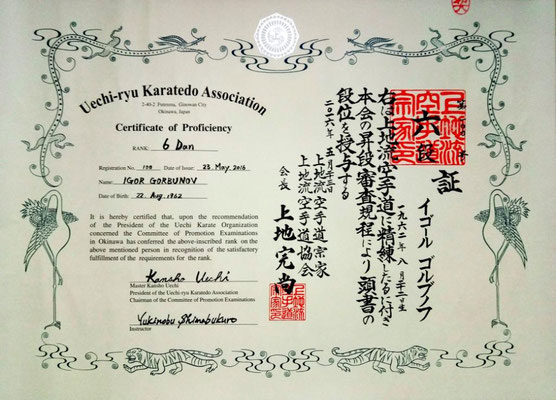 Uechi-ryu Karatedo Association
2-40-2 Futenma, Ginowan City
Okinawa, Japan
Certificate of Proficiency
RANK: 6 Dan
Registration No.: 108 Date of Issue: 23. May. 2016
Name: IGOR GORBUNOV
Date of Birth: 22 Aug. 1962
It is hereby certified that, upon the recommendation
of the President of the Uechi Karate Organization
concerned the Committee of Promotion Examinations
in Okinawa has conferred the above-inscribed rank on the
above mentioned person in recognition of the satisfactory
fulfillment of the requirements for the rank.
Kansho Uechi
Master Kansho Uechi
President of the Uechi-ryu Karatedo Association
Chairman of the Committee of Promotion Examinations
Yukinobu Shimabukuro
Instructor
六段
証
イゴール ゴルブノフ
一九六二年 八月 二十二日生
右は上地流空手道に精練したるに付き
本会の昇段審査規程により頭書の
段位を授与する
二〇一六年 五月二十三日
上地流空手道宗家
上地流空手道協会
会長 上地完尚